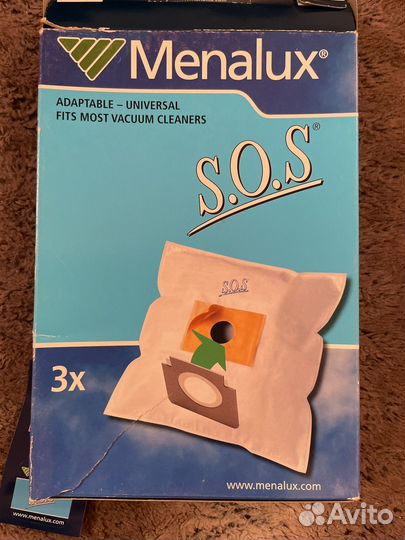 Menalux®
ADAPTABLE – UNIVERSAL
FITS MOST VACUUM CLEANERS
S.O.S®
S.O.S
3x
www.menalux.com
www.menalux.com
Avito